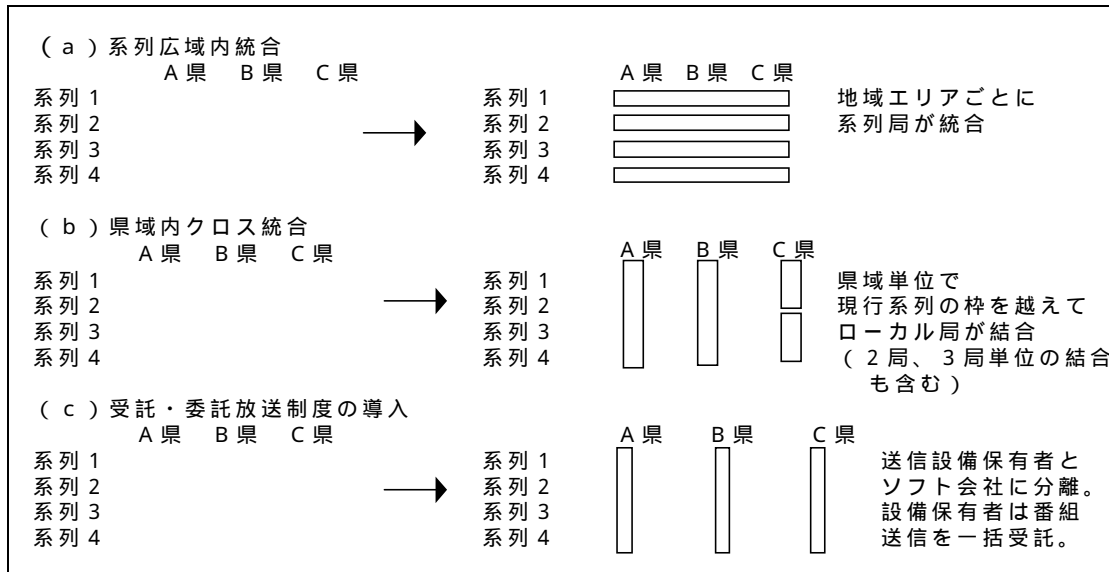 (a)系列広域内統合
A県 B県 C県 A県 B県 C県
系列1 系列1 地域エリアごとに
系列2 系列2 系列局が統合
系列3 系列3
系列4 系列4
(b)県域内クロス統合
A県 B県 C県 A県 B県 C県
系列1 系列1 県域単位で
系列2 系列2 現行系列の枠を越えて
系列3 系列3 ローカル局が結合
系列4 系列4 (2局、3局単位の結合
も含む)
(c)受託・委託放送制度の導入
A県 B県 C県 A県 B県 C県
系列1 系列1 送信設備保有者と
系列2 系列2 ソフト会社に分離。
系列3 系列3 設備保有者は番組
系列4 系列4 送信を一括受託。